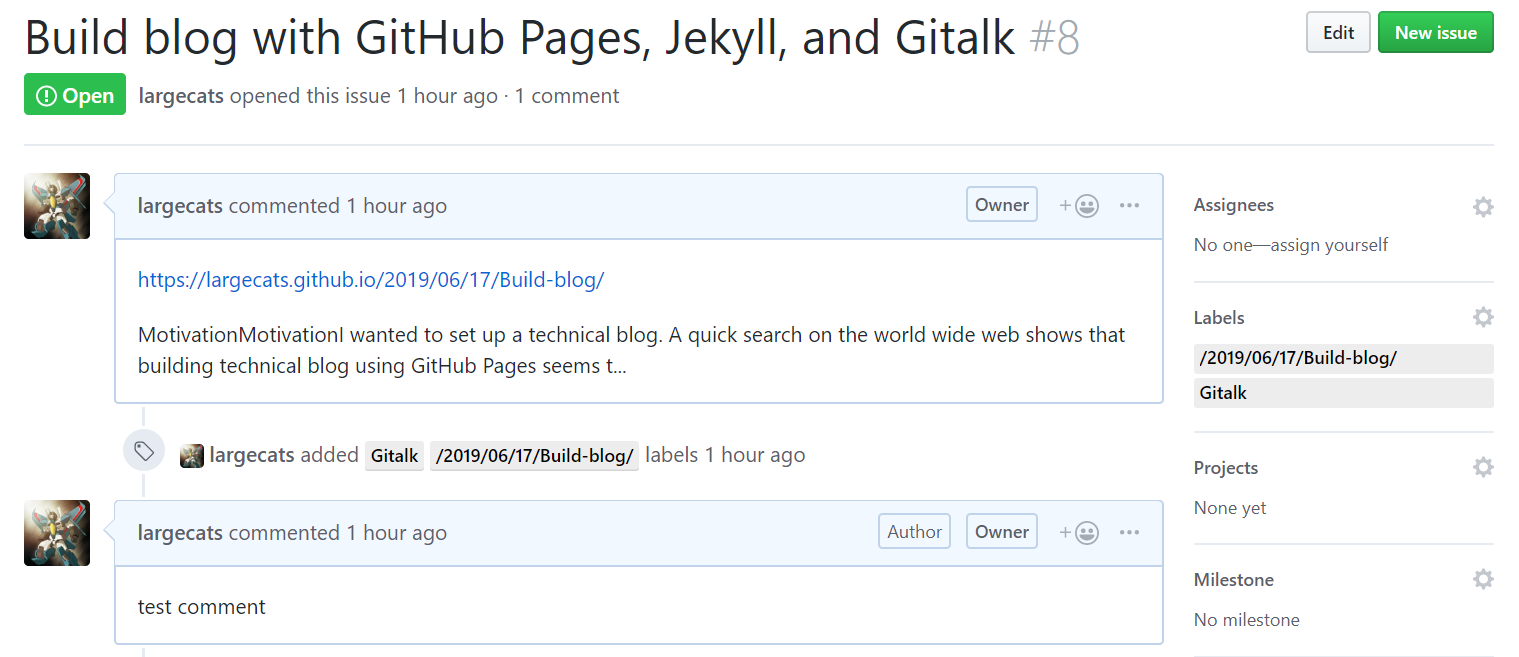 Build blog with GitHub Pages, Jekyll, and Gitalk #8
Edit
New issue
Open
largecats opened this issue 1 hour ago · 1 comment
largecats commented 1 hour ago
Owner
https://largecats.github.io/2019/06/17/Build-blog/
MotivationMotivationI wanted to set up a technical blog. A quick search on the world wide web shows that
building technical blog using GitHub Pages seems t...
largecats added Gitalk /2019/06/17/Build-blog/ labels 1 hour ago
largecats commented 1 hour ago
Author
Owner
test comment
Assignees
No one—assign yourself
Labels
/2019/06/17/Build-blog/
Gitalk
Projects
None yet
Milestone
No milestone